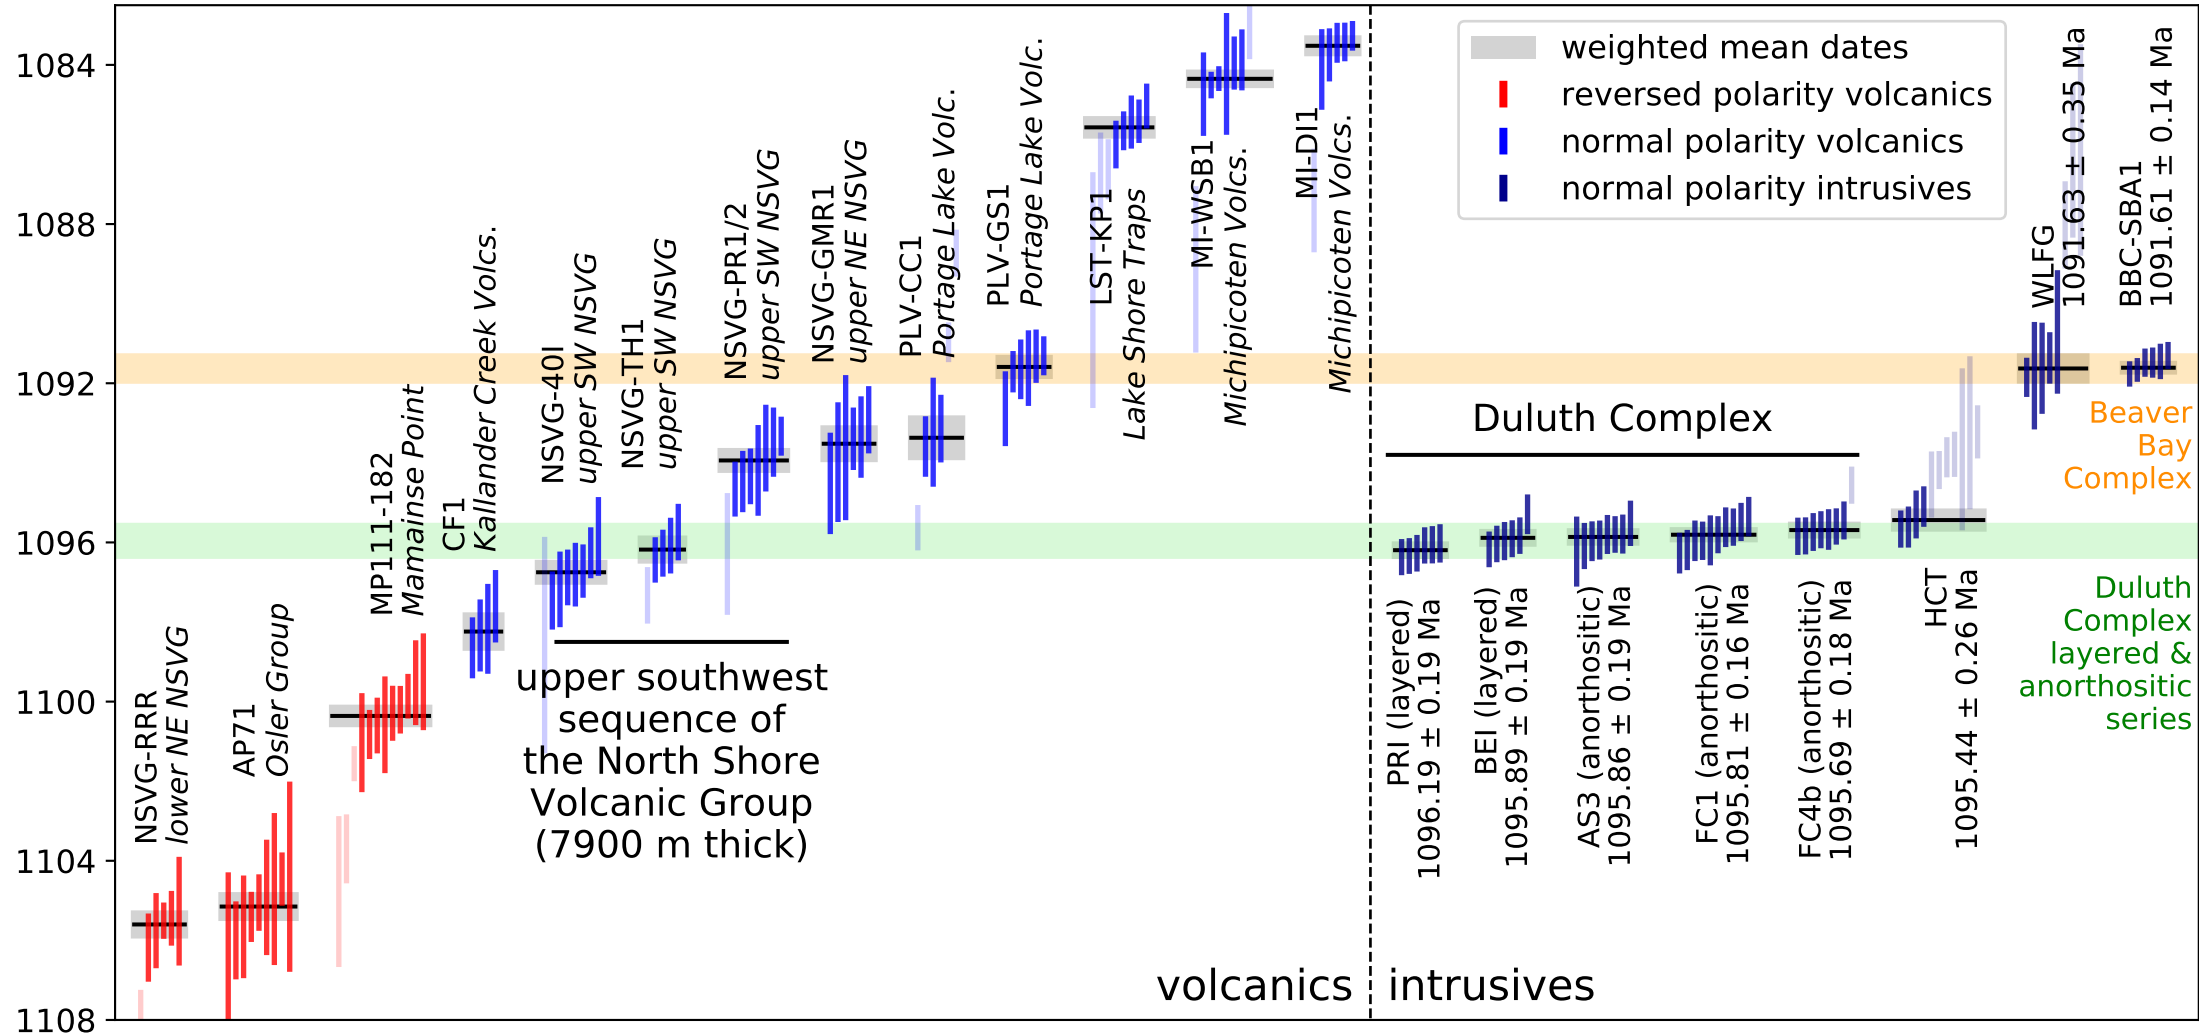 1084
1088
1092
1096
1100
1104
1108
NSVG-RRR
lower NE NSVG
AP71
Osler Group
MP111-182
Mamainse Point
CF1
Kallander Creek Volcs.
NSVG-40I
upper SW NSVG
NSVG-TH1
upper SW NSVG
NSVG-PR1/2
upper SW NSVG
NSVG-GMR1
upper NE NSVG
PLV-CC1
Portage Lake Volc.
PLV-GS1
Portage Lake Volc.
LST-KP1
Lake Shore Traps
MI-WSB1
Michipicoten Volcs.
MI-DI1
Michipicoten Volcs.
upper southwest
sequence of
the North Shore
Volcanic Group
(7900 m thick)
volcanics
intrusives
weighted mean dates
reversed polarity volcanics
normal polarity volcanics
normal polarity intrusives
Duluth Complex
PRI (layered)
1096.19 ± 0.19 Ma
BEI (layered)
1095.89 ± 0.19 Ma
AS3 (anorthositic)
1095.86 ± 0.19 Ma
FC1 (anorthositic)
1095.81 ± 0.16 Ma
FC4b (anorthositic)
1095.69 ± 0.18 Ma
HCT
1095.44 ± 0.26 Ma
WLFG
1091.63 ± 0.35 Ma
BBC-SBA1
1091.61 ± 0.14 Ma
Beaver
Bay
Complex
Duluth
Complex
layered &
anorthositic
series